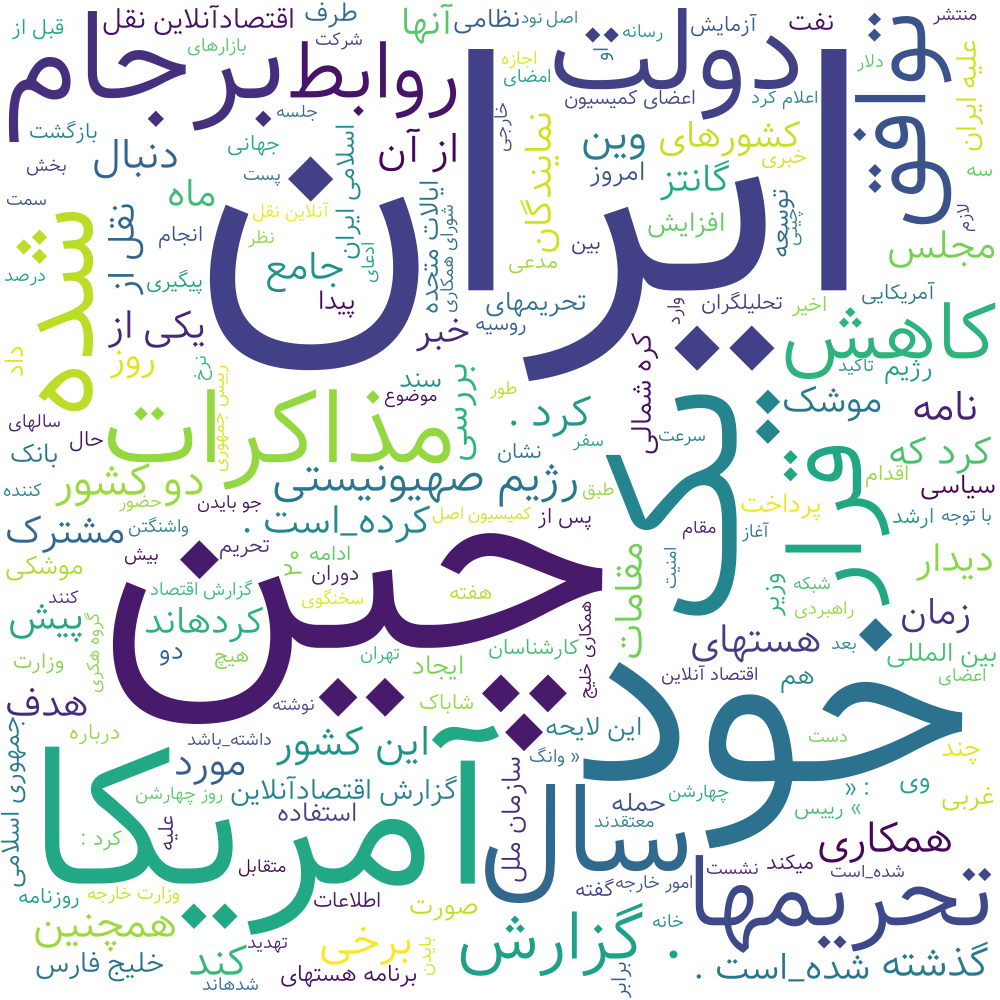 قبل از
اقتصادآنلاین نقل
طرف
آنها
نظامی
اصل نود
رسانه
آزمایش
نفت
منتشر
بازارهای
شرکت
او
دولت
دلار
توافق
علیه ایران
برجام
روابط
اجازه
امضای
اعضای کمیسیون
اعلام کرد
ایران
بازگشت
جلسه
خارجی
نمایندگان
وین
کشورهای
خبری
سه
دنبال
جهانی
اسلامی ایران
از آن
بخش
پست
امروز
گانتز
سمت
ماه
آنلاین نقل
ایالات متحده
شورای همکاری
توسیعه
چینی
لازم
شده
نقل از
انجام
نظر
ادعای
افزایش
بین
مجلس
درصد
پیگیری
جامع
مدعی
پیدا
تحریمهای
وارد
تحلیلگران
اخیر
آمریکایی
یکی از
خبر
روسیه
کاهش
داد
روز
نرخ
رییس جمهوری
بررسی
کره شمالی
تاکید
رژیم
سند
موضوع
طور
یک
موشک
نامه
سالهای
حال
مذاکرات
کرد .
سفر
سرعت
قرار
کرد که
بانک
نشان
اقدام
سیاسی
دو کشور
رژیم صهیونیستی
طبق
کننده
حضور
جو بایدن
پرداخت
با توجه
ارشد
مشترک
واشنگتن
کرده_است .
کمیسیون اصل
پس از
مقام
آغاز
بیش
تحریم
۲۰
ادامه
چین
مقامات
امنیت
دیدار
موشکی
گزارش اقتصاد
دوران
سخنگوی
هفته
وزیر
شبکه
راهبردی
کنند
پیش
گروه هکری
کردهاند
همکاری خلیج
زمان
وزارت
دو
هیچ
تهران
ایجاد
کارشناسان
هستهای
بعد
بین المللی
شاباک
اقتصاد آنلاین
هم
اعضای
هدف
نوشته
خود
جمهوری اسلامی
درباره
داشته_باشد
این کشور
این لایحه
دست
چند
مورد
« وانگ
آمریکا
روز چهارشن
گزارش اقتصادآنلاین
سازمان ملل
سال
حمله
چهارشن
: «
وی
غربی
استفاده
معتقدند
» رییس
کرد :
علیه
همکاری
متقابل
نشست
میکند
شده_است
روزنامه
وزارت خارجه
اطلاعات
گفته
امور خارجه
تحریمها
همچنین
صورت
خانه
گزارش .
تهدید
برخی
بایدن
خلیج فارس
کند
شدهاند
برنامه هستهای
برابر
شده_است .
گذشته